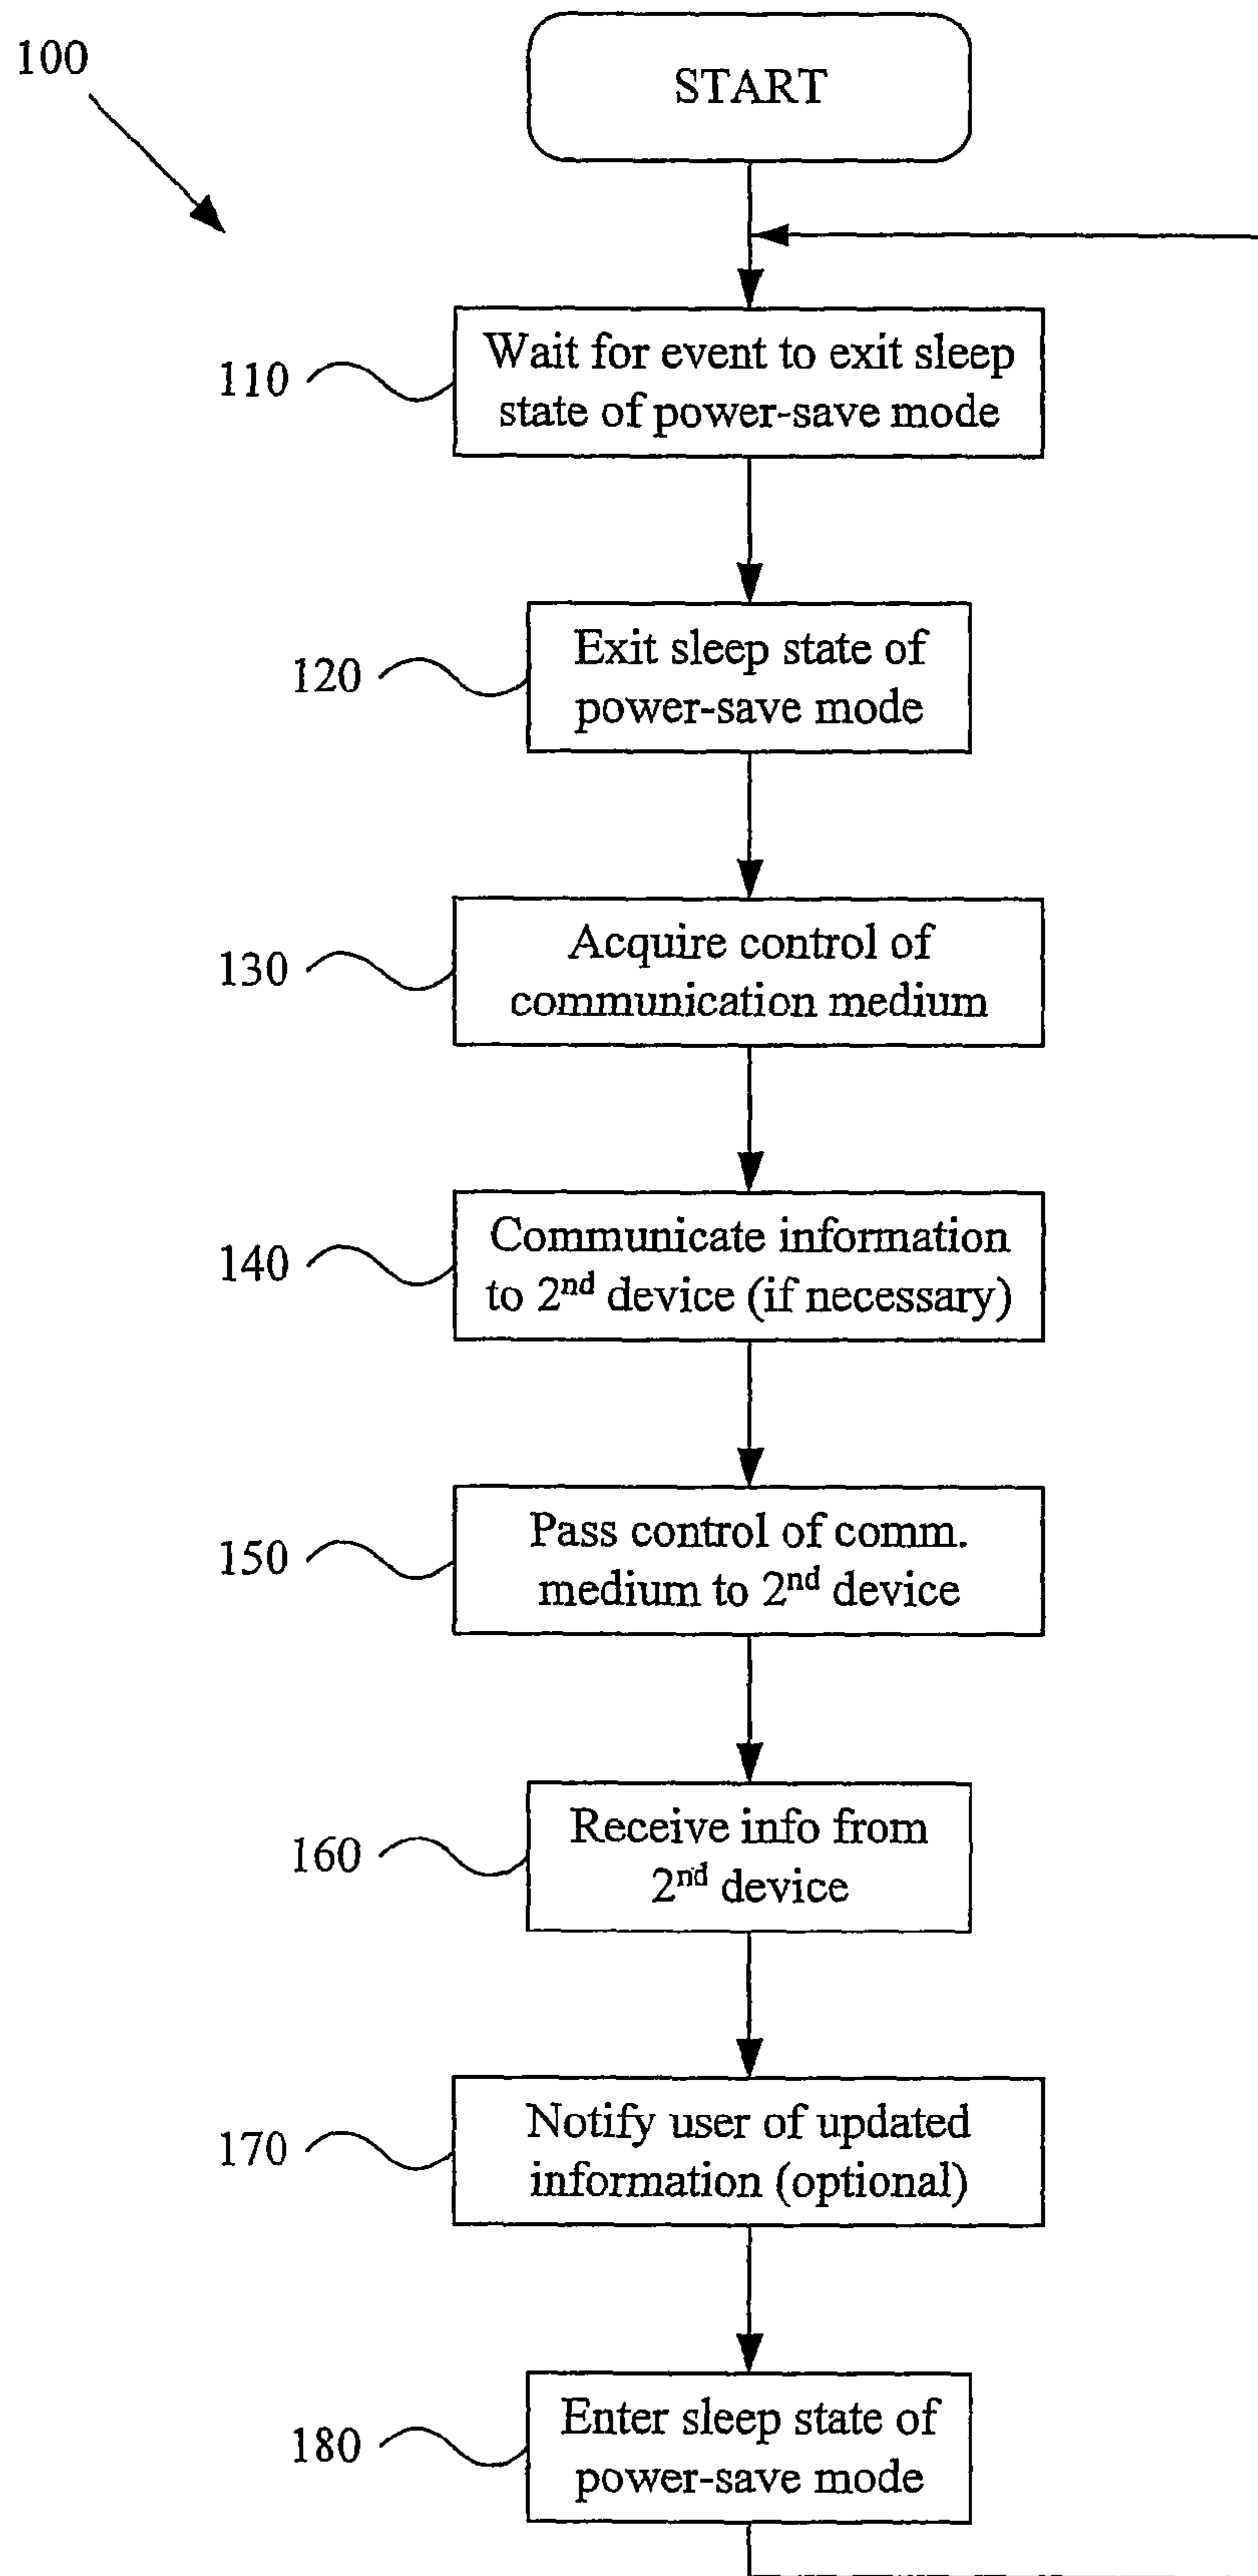 100
START
110
Wait for event to exit sleep
state of power-save mode
120
Exit sleep state of
power-save mode
130
Acquire control of
communication medium
140
Communicate information
to 2nd device (if necessary)
150
Pass control of comm.
medium to 2nd device
160
Receive info from
2nd device
170
Notify user of updated
information (optional)
180
Enter sleep state of
power-save mode